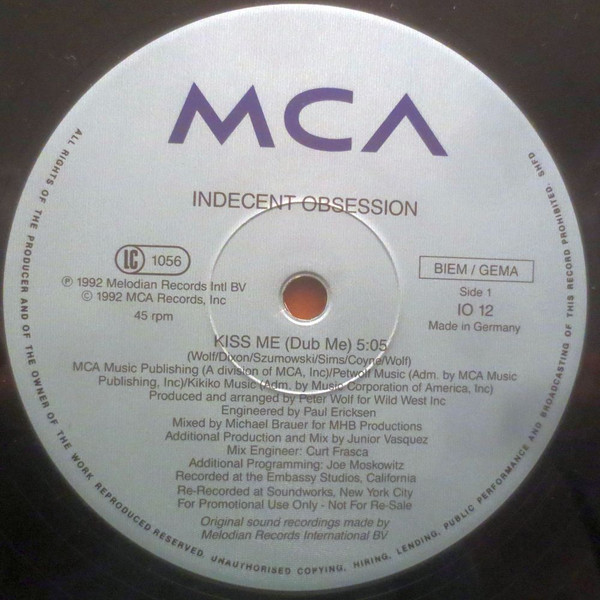 MCA
INDECENT OBSESSION
LC 1056
℗ 1992 Melodian Records Intl BV
© 1992 MCA Records, Inc
45 rpm
BIEM / GEMA
Side 1
IO 12
Made in Germany
KISS ME (Dub Me) 5:05
(Wolf/Dixon/Szumowski/Sims/Coyne/Wolf)
MCA Music Publishing (A division of MCA, Inc)/Petwolf Music (Adm. by MCA Music
Publishing, Inc)/Kikiko Music (Adm. by Music Corporation of America, Inc)
Produced and arranged by Peter Wolf for Wild West Inc
Engineered by Paul Ericksen
Mixed by Michael Brauer for MHB Productions
Additional Production and Mix by Junior Vasquez
Mix Engineer: Curt Frasca
Additional Programming: Joe Moskowitz
Recorded at the Embassy Studios, California
Re-Recorded at Soundworks, New York City
For Promotional Use Only - Not For Re-Sale
Original sound recordings made by
Melodian Records International BV
ALL RIGHTS OF THE PRODUCER AND OF THE OWNER OF THE WORK REPRODUCED RESERVED. UNAUTHORISED COPYING, HIRING, LENDING, PUBLIC PERFORMANCE AND BROADCASTING OF THIS RECORD PROHIBITED. SHFD